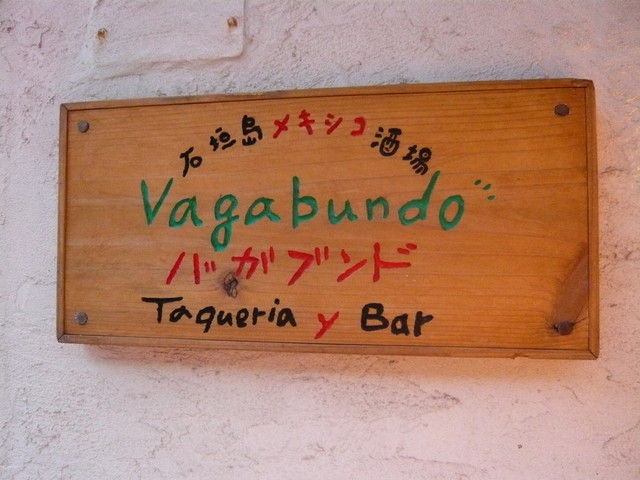 石垣島メキシコ酒場
Vagabundo
バガブンド
Taqueria y Bar